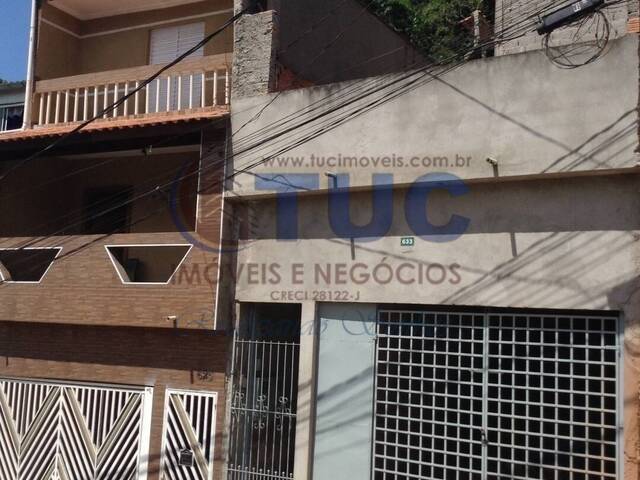 www.tucimoveis.com.br
TUC
633
IMÓVEIS E NEGÓCIOS
CRECI 28122-J